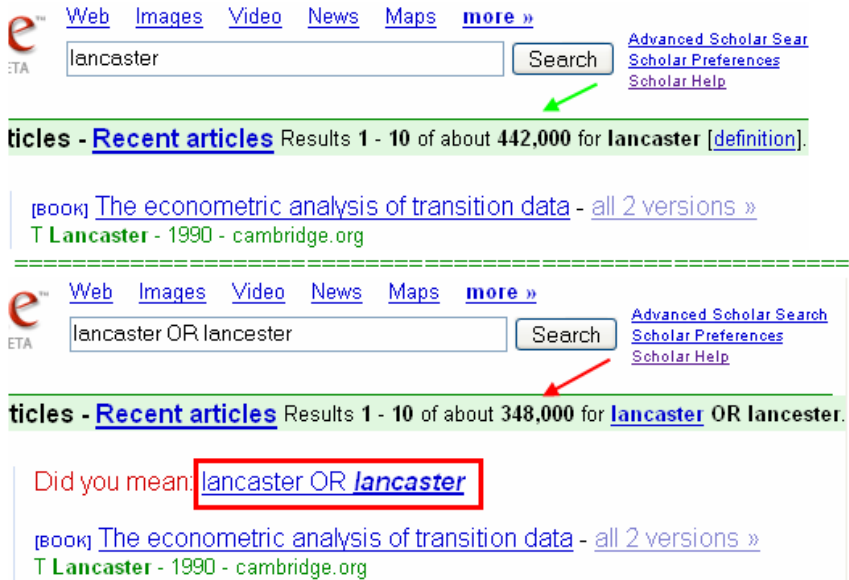 Web Images Video News Maps more »
e™
ETA
lancaster Search
Advanced Scholar Sear
Scholar Preferences
Scholar Help
ticles - Recent articles Results 1 - 10 of about 442,000 for lancaster [definition].
[BOOK] The econometric analysis of transition data - all 2 versions »
T Lancaster - 1990 - cambridge.org
Web Images Video News Maps more »
e™
ETA
lancaster OR lancester Search
Advanced Scholar Search
Scholar Preferences
Scholar Help
ticles - Recent articles Results 1 - 10 of about 348,000 for lancaster OR lancester.
Did you mean: lancaster OR lancaster
[BOOK] The econometric analysis of transition data - all 2 versions »
T Lancaster - 1990 - cambridge.org